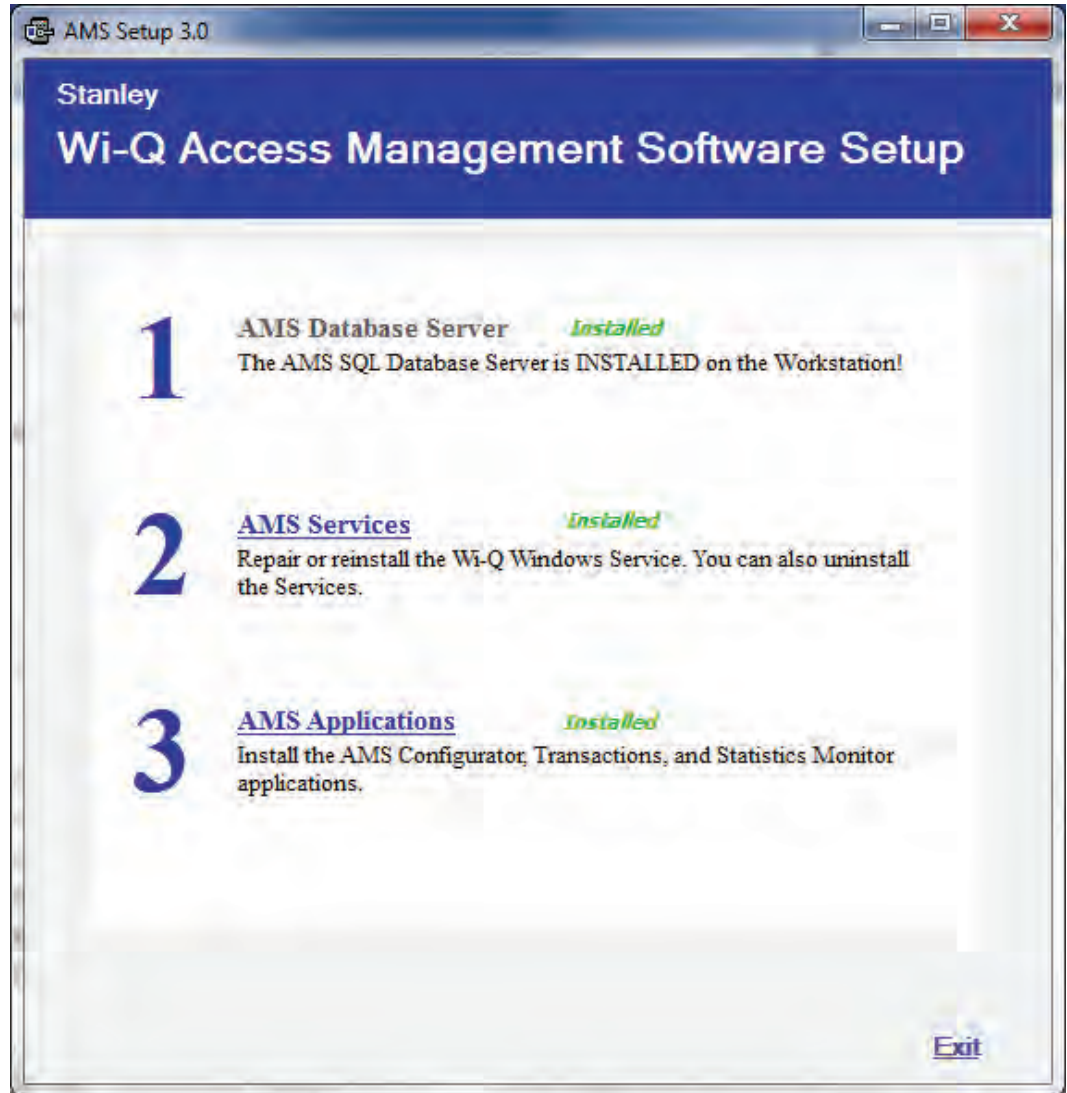 AMS Setup 3.0
Stanley
Wi-Q Access Management Software Setup
1
AMS Database Server Installed
The AMS SQL Database Server is INSTALLED on the Workstation!
2
AMS Services Installed
Repair or reinstall the Wi-Q Windows Service. You can also uninstall
the Services.
3
AMS Applications Installed
Install the AMS Configurator, Transactions, and Statistics Monitor
applications.
Exit